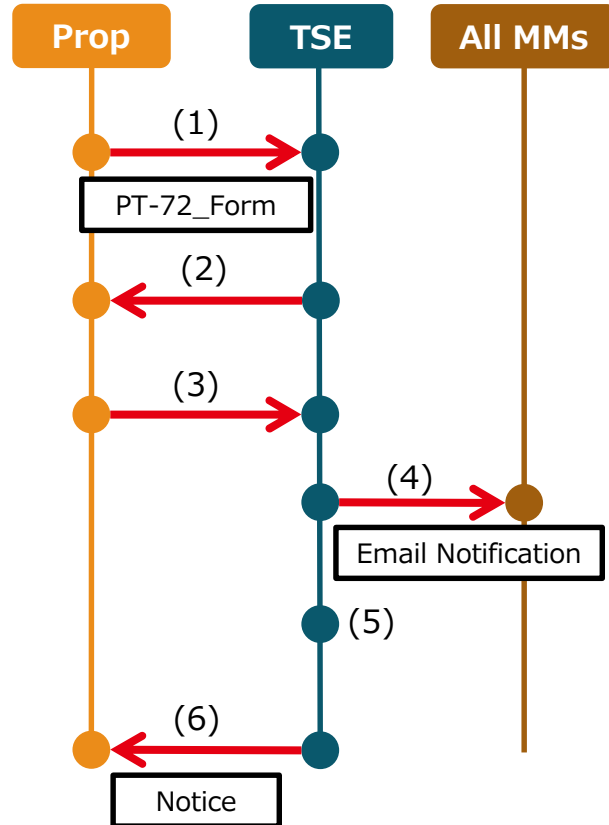 Prop
TSE
All MMs
(1)
PT-72_Form
(2)
(3)
(4)
Email Notification
(5)
(6)
Notice